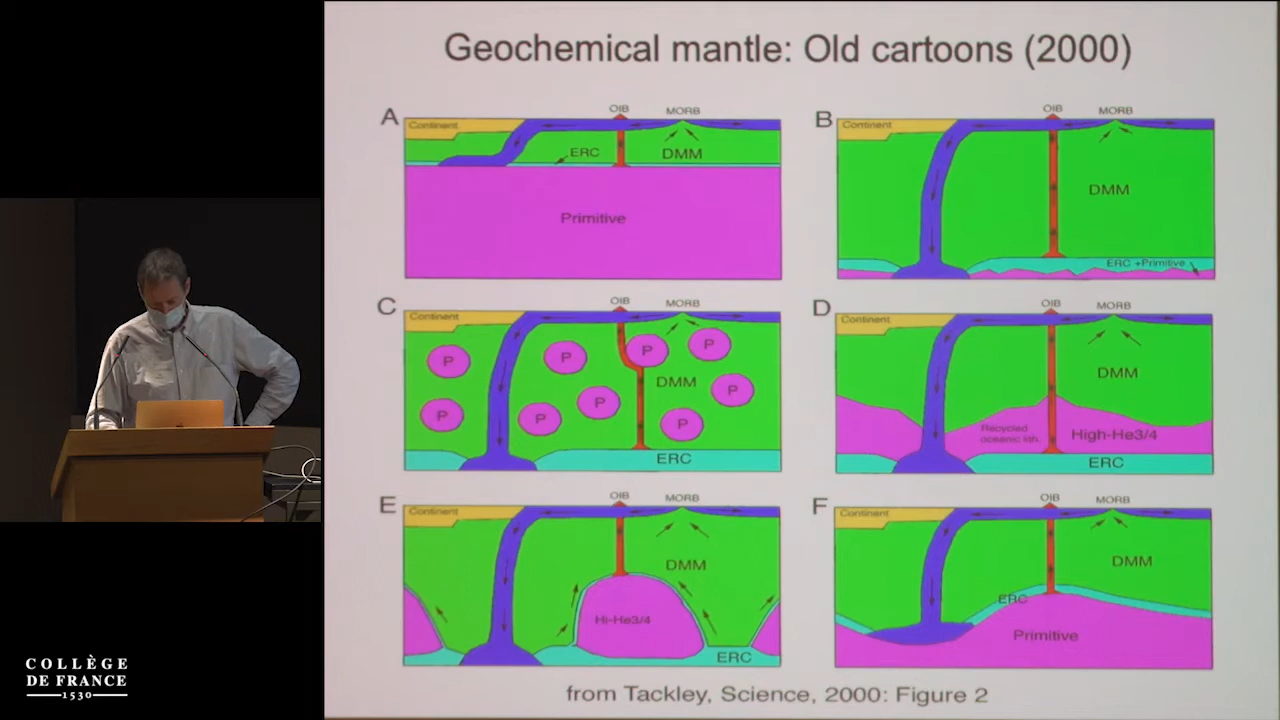 Geochemical mantle: Old cartoons (2000)
A
OIB
MORB
Continent
ERC
DMM
Primitive
B
OIB
MORB
Continent
DMM
ERC +Primitive
C
OIB
MORB
Continent
P
P
P
P
P
P
P
P
P
DMM
ERC
D
OIB
MORB
Continent
DMM
Recycled
oceanic lith.
High-He3/4
ERC
E
OIB
MORB
Continent
DMM
Hi-He3/4
ERC
F
OIB
MORB
Continent
DMM
ERC
Primitive
from Tackley, Science, 2000: Figure 2
COLLÈGE
DE FRANCE
1530